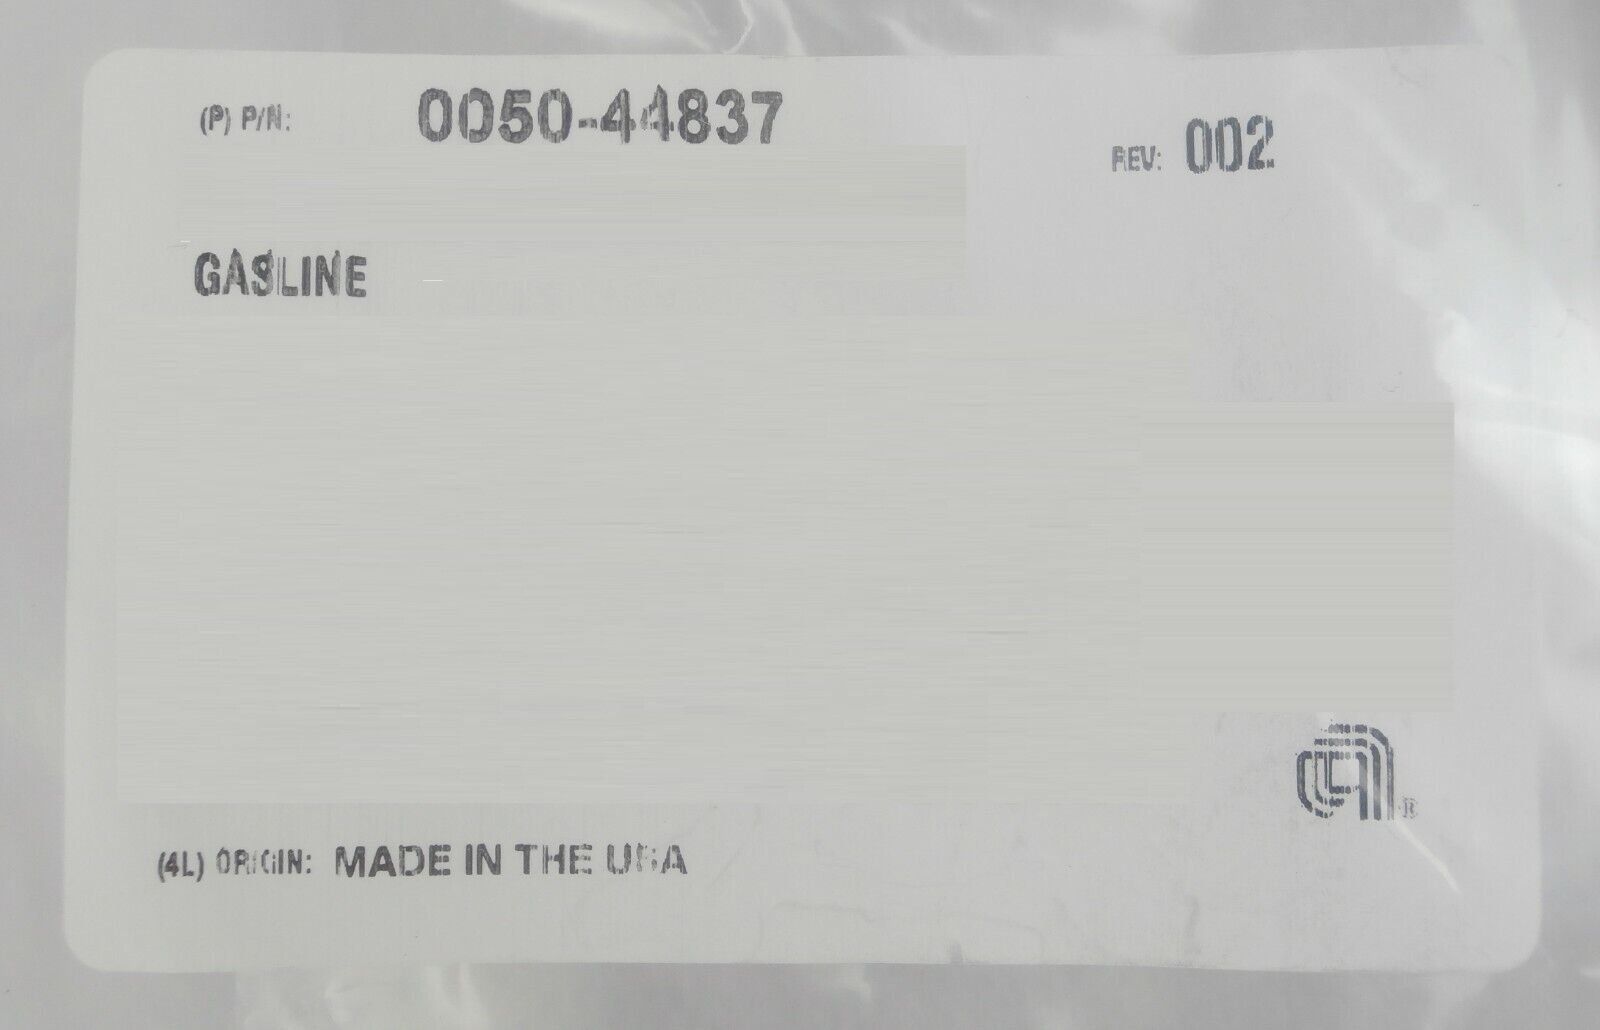 (P) P/N: 0050-44837
REV: 002
GASLINE
®
(4L) ORIGIN: MADE IN THE USA